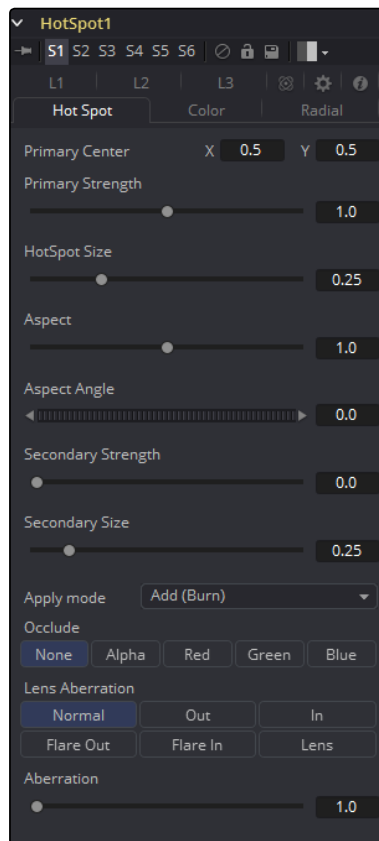 HotSpot1
S1 S2 S3 S4 S5 S6
L1 L2 L3
Hot Spot Color Radial
Primary Center X 0.5 Y 0.5
Primary Strength
1.0
HotSpot Size
0.25
Aspect
1.0
Aspect Angle
0.0
Secondary Strength
0.0
Secondary Size
0.25
Apply mode Add (Burn)
Occlude
None Alpha Red Green Blue
Lens Aberration
Normal Out In
Flare Out Flare In Lens
Aberration
1.0